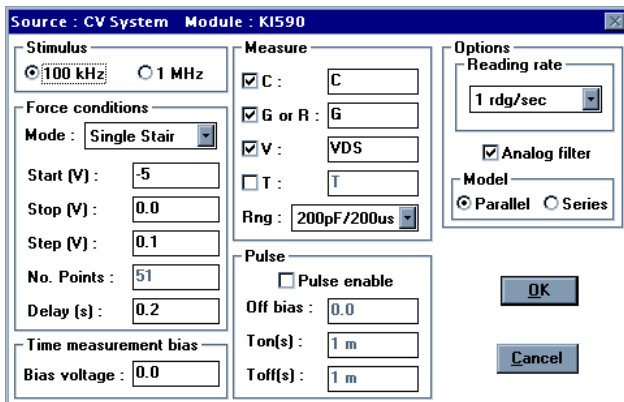 Source : CV System Module : KI590
Stimulus
100 kHz 1 MHz
Force conditions
Mode : Single Stair
Start (V) : -5
Stop (V) : 0.0
Step (V) : 0.1
No. Points : 51
Delay (s) : 0.2
Time measurement bias
Bias voltage : 0.0
Measure
C : C
G or R : G
V : VDS
T : T
Rng : 200pF/200us
Pulse
Pulse enable
Off bias : 0.0
Ton(s) : 1 m
Toff(s) : 1 m
Options
Reading rate
1 rdg/sec
Analog filter
Model
Parallel Series
OK
Cancel